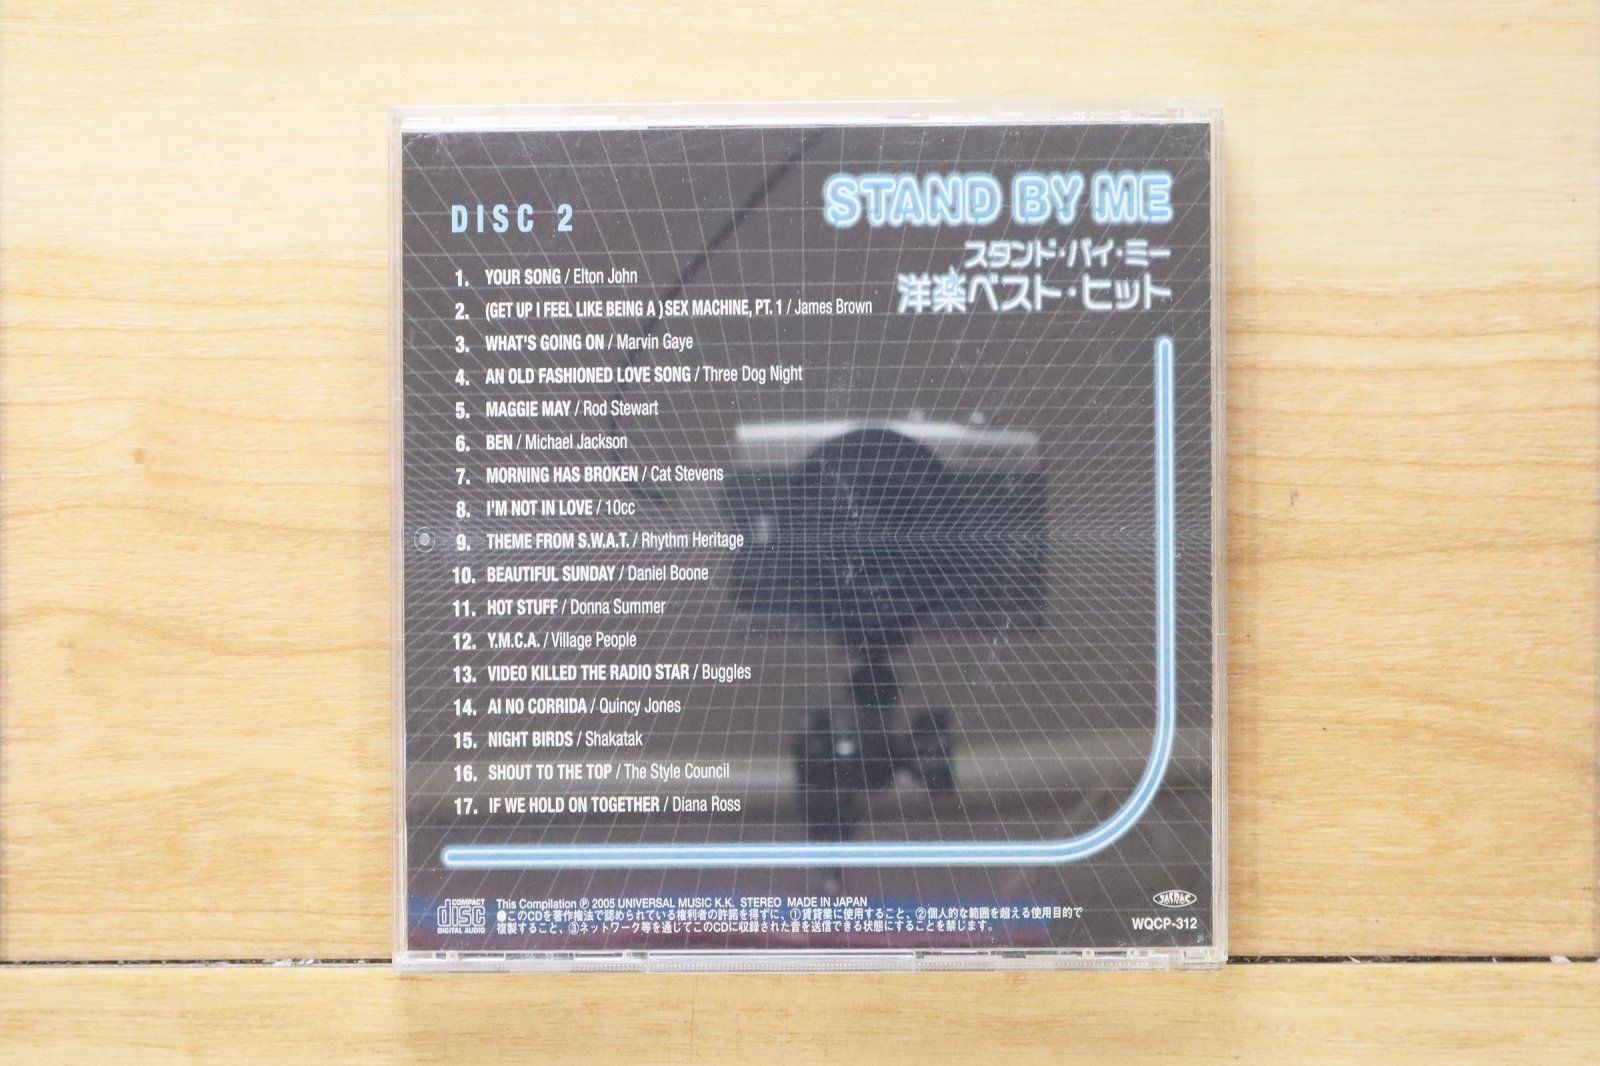 STAND BY ME
スタンド・バイ・ミー
洋楽ベスト・ヒット
DISC 2
1. YOUR SONG / Elton John
2. (GET UP I FEEL LIKE BEING A ) SEX MACHINE, PT. 1 / James Brown
3. WHAT'S GOING ON / Marvin Gaye
4. AN OLD FASHIONED LOVE SONG / Three Dog Night
5. MAGGIE MAY / Rod Stewart
6. BEN / Michael Jackson
7. MORNING HAS BROKEN / Cat Stevens
8. I'M NOT IN LOVE / 10cc
9. THEME FROM S.W.A.T. / Rhythm Heritage
10. BEAUTIFUL SUNDAY / Daniel Boone
11. HOT STUFF / Donna Summer
12. Y.M.C.A. / Village People
13. VIDEO KILLED THE RADIO STAR / Buggles
14. AI NO CORRIDA / Quincy Jones
15. NIGHT BIRDS / Shakatak
16. SHOUT TO THE TOP / The Style Council
17. IF WE HOLD ON TOGETHER / Diana Ross
COMPACT
disc
DIGITAL AUDIO
This Compilation ℗ 2005 UNIVERSAL MUSIC K.K. STEREO MADE IN JAPAN
●このCDを著作権法で認められている権利者の許諾を得ずに、①賃貸業に使用すること、②個人的な範囲を超える使用目的で
複製すること、③ネットワーク等を通じてこのCDに収録された音を送信できる状態にすることを禁じます。
JASRAC
WQCP-312